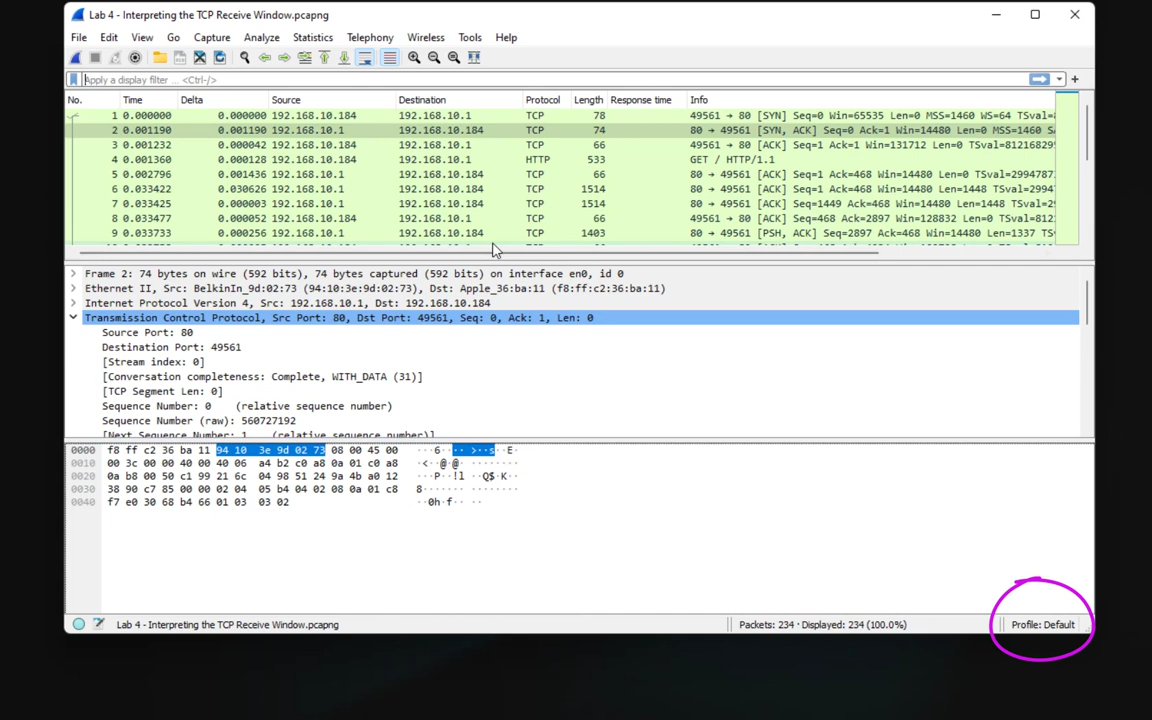 Lab 4 - Interpreting the TCP Receive Window.pcapng
File Edit View Go Capture Analyze Statistics Telephony Wireless Tools Help
Apply a display filter ... <Ctrl-/>
No. Time Delta Source Destination Protocol Length Response time Info
1 0.000000 0.000000 192.168.10.184 192.168.10.1 TCP 78 49561 → 80 [SYN] Seq=0 Win=65535 Len=0 MSS=1460 WS=64 TSval=8
2 0.001190 0.001190 192.168.10.1 192.168.10.184 TCP 74 80 → 49561 [SYN, ACK] Seq=0 Ack=1 Win=14480 Len=0 MSS=1460 SA
3 0.001232 0.000042 192.168.10.184 192.168.10.1 TCP 66 49561 → 80 [ACK] Seq=1 Ack=1 Win=131712 Len=0 TSval=81216829
4 0.001360 0.000128 192.168.10.184 192.168.10.1 HTTP 533 GET / HTTP/1.1
5 0.002796 0.001436 192.168.10.1 192.168.10.184 TCP 66 80 → 49561 [ACK] Seq=1 Ack=468 Win=14480 Len=0 TSval=2994787
6 0.033422 0.030626 192.168.10.1 192.168.10.184 TCP 1514 80 → 49561 [ACK] Seq=1 Ack=468 Win=14480 Len=1448 TSval=2994
7 0.033425 0.000003 192.168.10.1 192.168.10.184 TCP 1514 80 → 49561 [ACK] Seq=1449 Ack=468 Win=14480 Len=1448 TSval=29
8 0.033477 0.000052 192.168.10.184 192.168.10.1 TCP 66 49561 → 80 [ACK] Seq=468 Ack=2897 Win=128832 Len=0 TSval=812
9 0.033733 0.000256 192.168.10.1 192.168.10.184 TCP 1403 80 → 49561 [PSH, ACK] Seq=2897 Ack=468 Win=14480 Len=1337 TS
Frame 2: 74 bytes on wire (592 bits), 74 bytes captured (592 bits) on interface en0, id 0
Ethernet II, Src: BelkinIn_9d:02:73 (94:10:3e:9d:02:73), Dst: Apple_36:ba:11 (f8:ff:c2:36:ba:11)
Internet Protocol Version 4, Src: 192.168.10.1, Dst: 192.168.10.184
Transmission Control Protocol, Src Port: 80, Dst Port: 49561, Seq: 0, Ack: 1, Len: 0
Source Port: 80
Destination Port: 49561
[Stream index: 0]
[Conversation completeness: Complete, WITH_DATA (31)]
[TCP Segment Len: 0]
Sequence Number: 0 (relative sequence number)
Sequence Number (raw): 560727192
[Next Sequence Number: 1 (relative sequence number)]
0000 f8 ff c2 36 ba 11 94 10 3e 9d 02 73 08 00 45 00 ···6·· ··>··s··E·
0010 00 3c 00 00 40 00 40 06 a4 b2 c0 a8 0a 01 c0 a8 ·<··@·@· ········
0020 0a b8 00 50 c1 99 21 6c 04 98 51 24 9a 4b a0 12 ···P··!l ··Q$·K··
0030 38 90 c7 85 00 00 02 04 05 b4 04 02 08 0a 01 c8 8······· ········
0040 f7 e0 30 68 b4 66 01 03 03 02 ··0h·f·· ··
Lab 4 - Interpreting the TCP Receive Window.pcapng Packets: 234 · Displayed: 234 (100.0%) Profile: Default